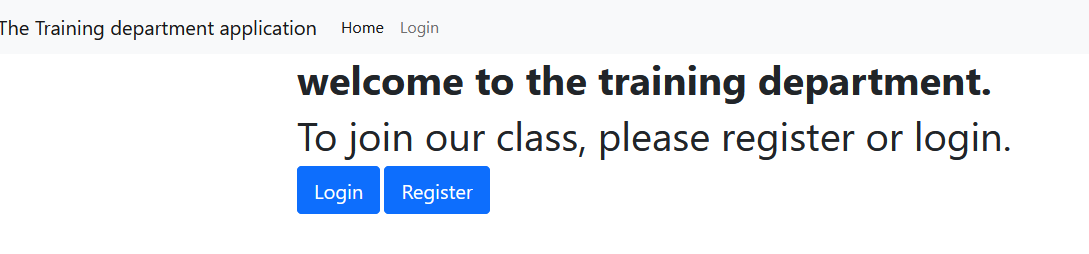 The Training department application Home Login
welcome to the training department.
To join our class, please register or login.
Login Register